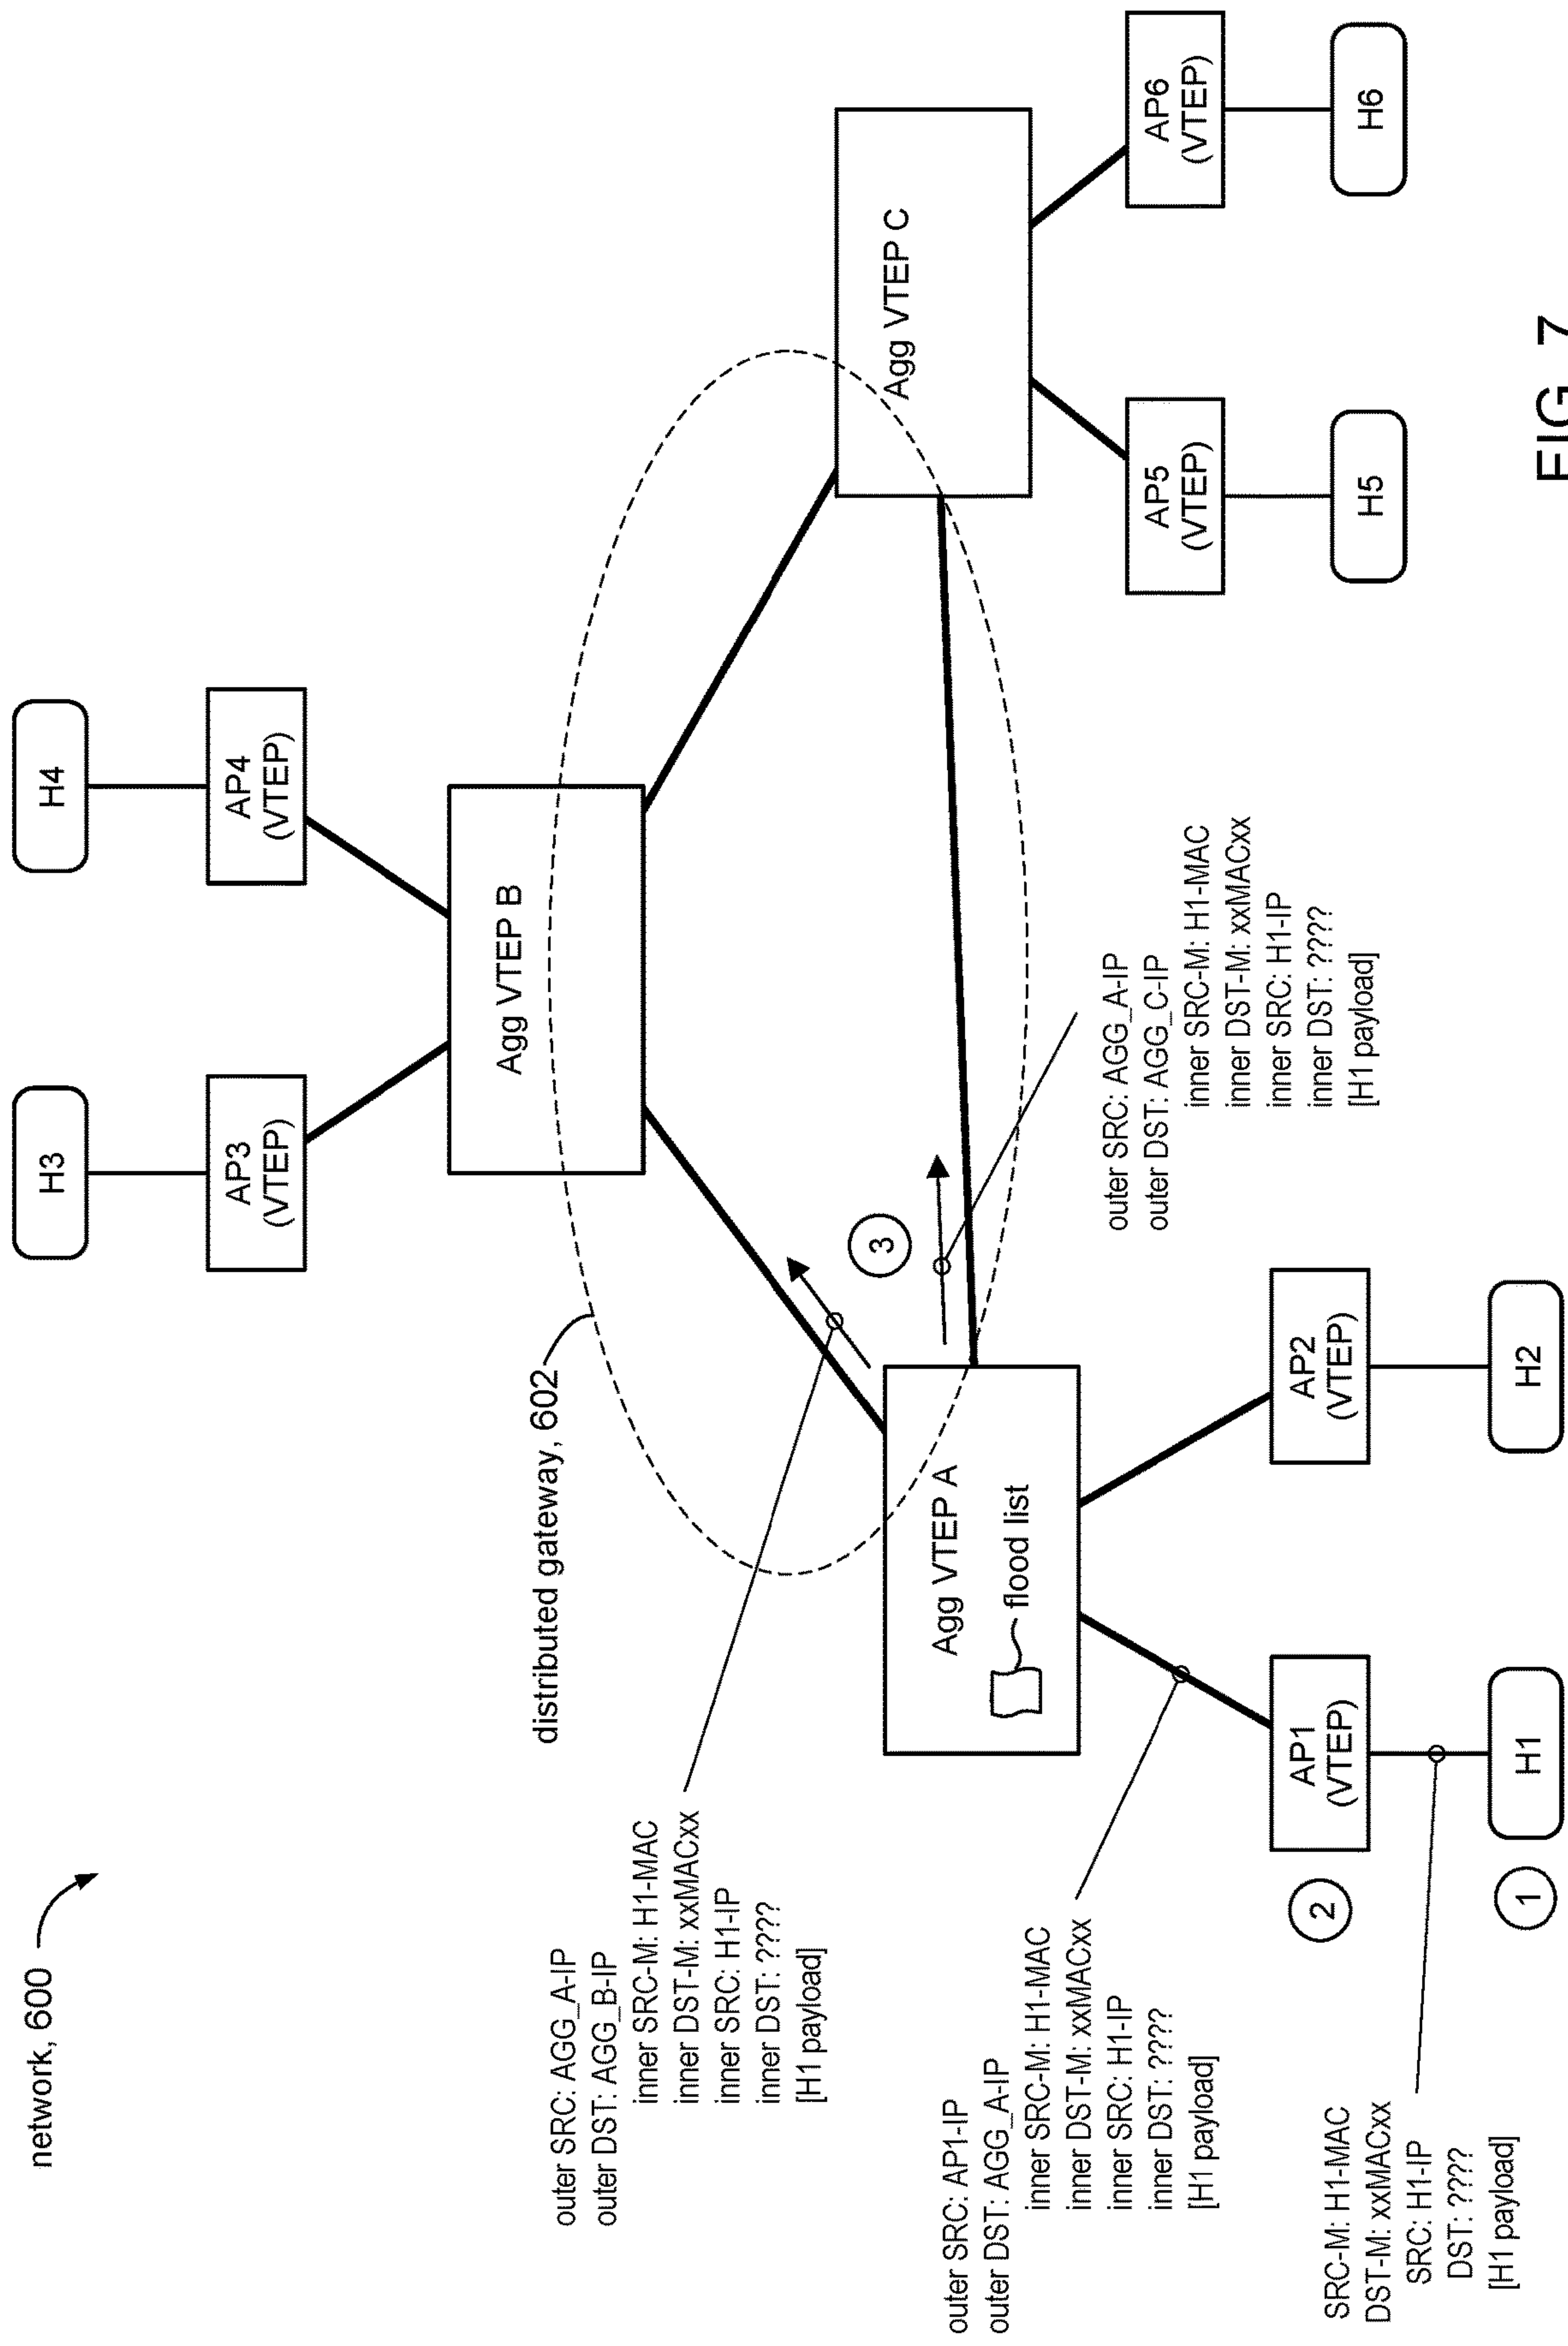 network, 600
H3
H4
AP3
(VTEP)
AP4
(VTEP)
Agg VTEP B
distributed gateway, 602
outer SRC: AGG_A-IP
outer DST: AGG_B-IP
inner SRC-M: H1-MAC
inner DST-M: xxMACxx
inner SRC: H1-IP
inner DST: ????
[H1 payload]
3
Agg VTEP A
flood list
Agg VTEP C
outer SRC: AGG_A-IP
outer DST: AGG_C-IP
inner SRC-M: H1-MAC
inner DST-M: xxMACxx
inner SRC: H1-IP
inner DST: ????
[H1 payload]
outer SRC: AP1-IP
outer DST: AGG_A-IP
inner SRC-M: H1-MAC
inner DST-M: xxMACxx
inner SRC: H1-IP
inner DST: ????
[H1 payload]
2
AP1
(VTEP)
AP2
(VTEP)
AP5
(VTEP)
AP6
(VTEP)
SRC-M: H1-MAC
DST-M: xxMACxx
SRC: H1-IP
DST: ????
[H1 payload]
1
H1
H2
H5
H6
FIG. 7